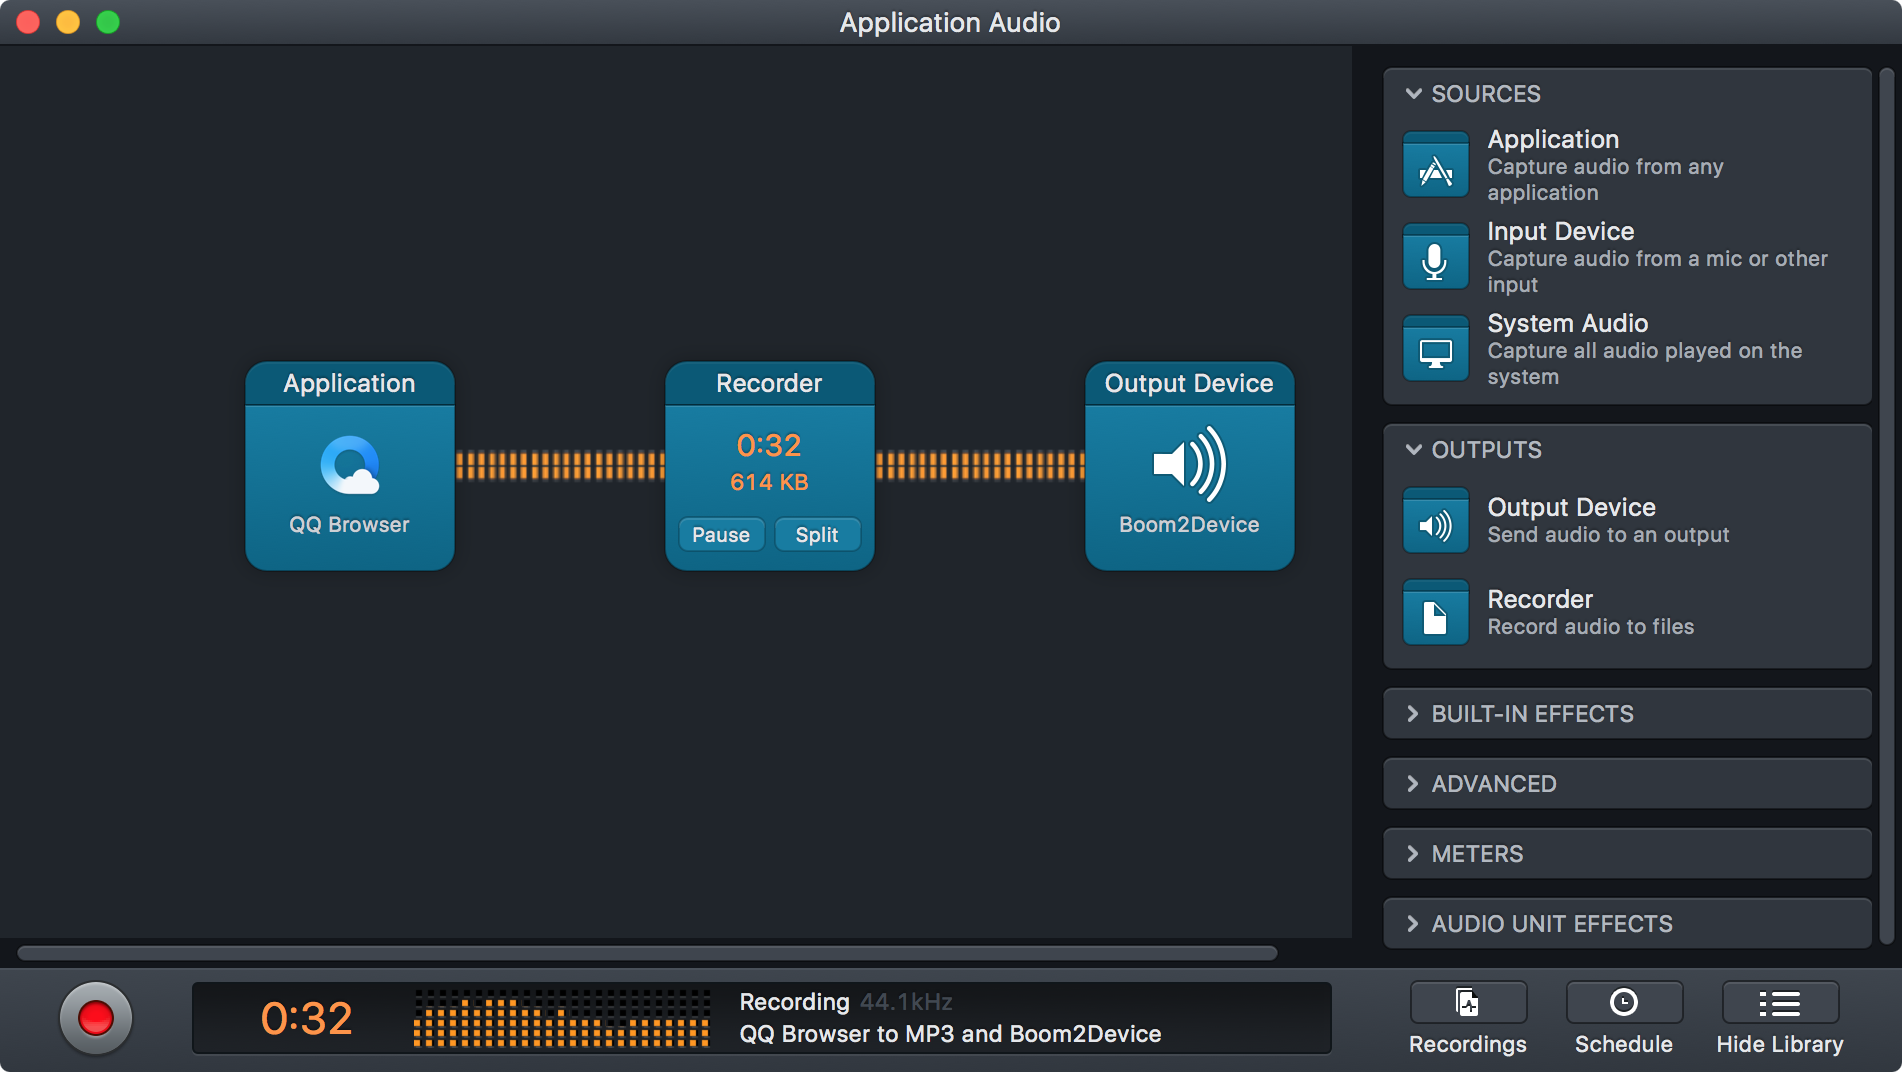 Application Audio
Application
QQ Browser
Recorder
0:32
614 KB
Pause
Split
Output Device
Boom2Device
SOURCES
Application
Capture audio from any
application
Input Device
Capture audio from a mic or other
input
System Audio
Capture all audio played on the
system
OUTPUTS
Output Device
Send audio to an output
Recorder
Record audio to files
BUILT-IN EFFECTS
ADVANCED
METERS
AUDIO UNIT EFFECTS
0:32
Recording 44.1kHz
QQ Browser to MP3 and Boom2Device
Recordings
Schedule
Hide Library